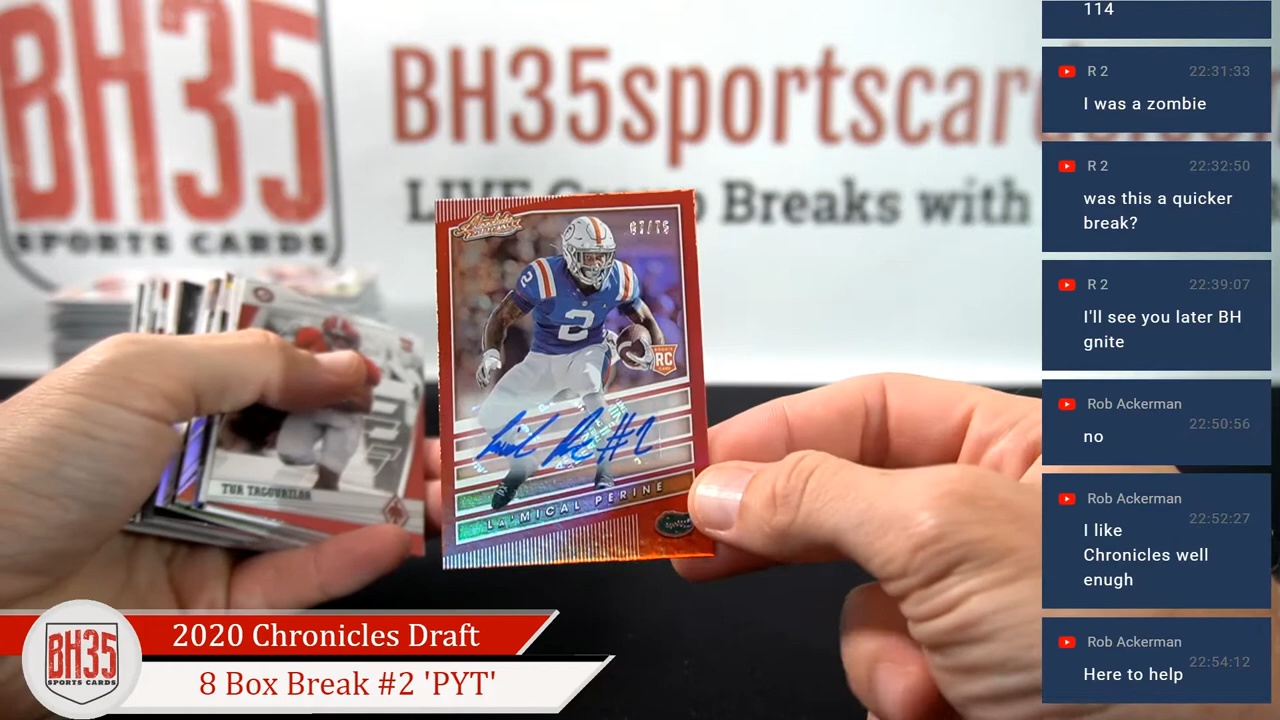 BH35
SPORTS CARDS
BH35sportscar
Breaks with
2
RC
LA'MICAL PERINE
#2
TUA TAGOVAILOA
BH35
SPORTS CARDS
2020 Chronicles Draft
8 Box Break #2 'PYT'
114
R 2 22:31:33
I was a zombie
R 2 22:32:50
was this a quicker
break?
R 2 22:39:07
I'll see you later BH
gnite
Rob Ackerman
22:50:56
no
Rob Ackerman
22:52:27
I like
Chronicles well
enugh
Rob Ackerman
22:54:12
Here to help